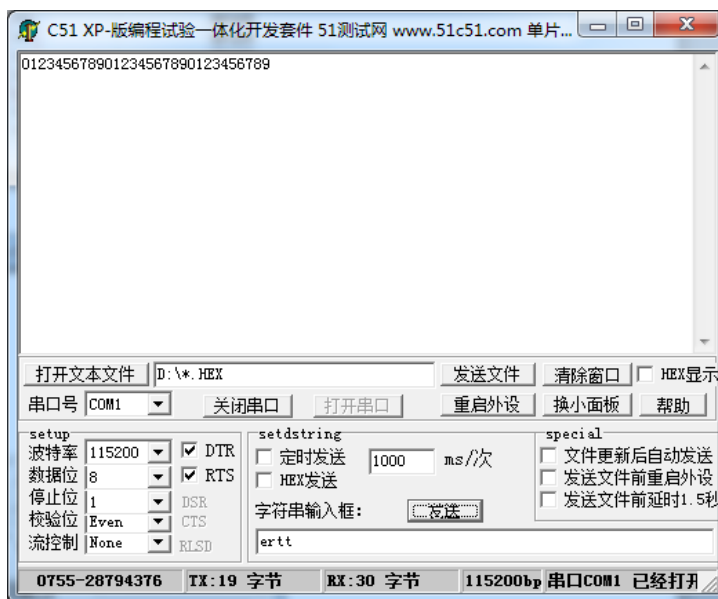 C51 XP-版编程试验一体化开发套件 51测试网 www.51c51.com 单片...
012345678901234567890123456789
打开文本文件 D:\*.HEX 发送文件 清除窗口 HEX显示
串口号 COM1 关闭串口 打开串口 重启外设 换小面板 帮助
setup setdstring special
波特率 115200 DTR 定时发送 1000 ms//次 文件更新后自动发送
数据位 8 RTS HEX发送 发送文件前重启外设
停止位 1 DSR 字符串输入框: 发送 发送文件前延时1.5秒
校验位 Even CTS
流控制 None RLSD ertt
0755-28794376 TX:19 字节 RX:30 字节 115200bp 串口COM1 已经打开